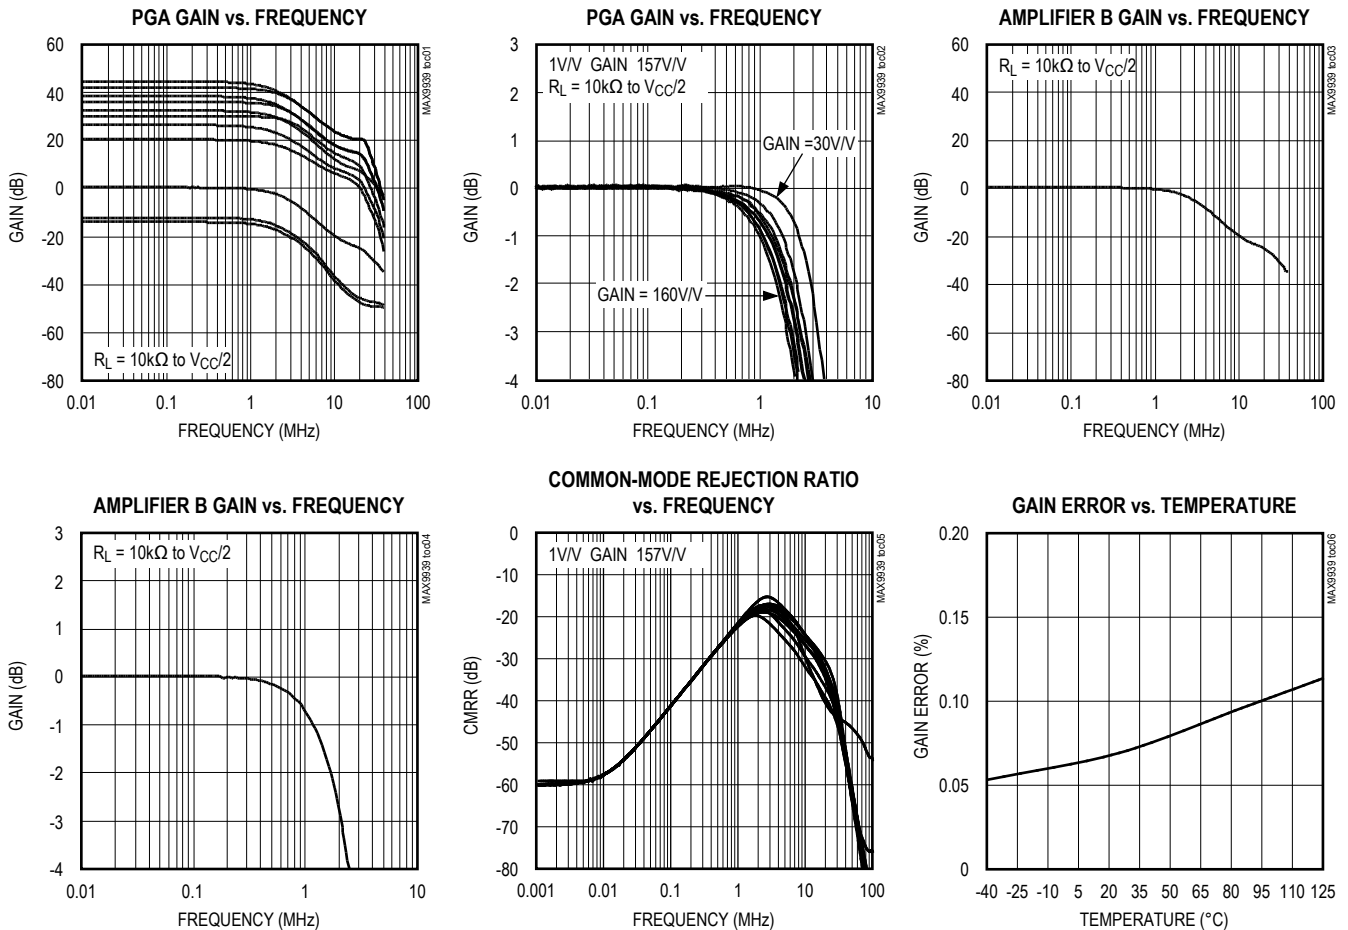 PGA GAIN vs. FREQUENCY
60
40
20
0
-20
-40
-60
-80
GAIN (dB)
RL = 10kΩ to VCC/2
0.01 0.1 1 10 100
FREQUENCY (MHz)
MAX9939 toc01
PGA GAIN vs. FREQUENCY
3
2
1
0
-1
-2
-3
-4
GAIN (dB)
1V/V GAIN 157V/V
RL = 10kΩ to VCC/2
GAIN =30V/V
GAIN = 160V/V
0.01 0.1 1 10
FREQUENCY (MHz)
MAX9939 toc02
AMPLIFIER B GAIN vs. FREQUENCY
60
40
20
0
-20
-40
-60
-80
GAIN (dB)
RL = 10kΩ to VCC/2
0.01 0.1 1 10 100
FREQUENCY (MHz)
MAX9939 toc03
AMPLIFIER B GAIN vs. FREQUENCY
3
2
1
0
-1
-2
-3
-4
GAIN (dB)
RL = 10kΩ to VCC/2
0.01 0.1 1 10
FREQUENCY (MHz)
MAX9939 toc04
COMMON-MODE REJECTION RATIO
vs. FREQUENCY
0
-10
-20
-30
-40
-50
-60
-70
-80
CMRR (dB)
1V/V GAIN 157V/V
0.001 0.01 0.1 1 10 100
FREQUENCY (MHz)
MAX9939 toc05
GAIN ERROR vs. TEMPERATURE
0.20
0.15
0.10
0.05
0
GAIN ERROR (%)
-40 -25 -10 5 20 35 50 65 80 95 110 125
TEMPERATURE (°C)
MAX9939 toc06